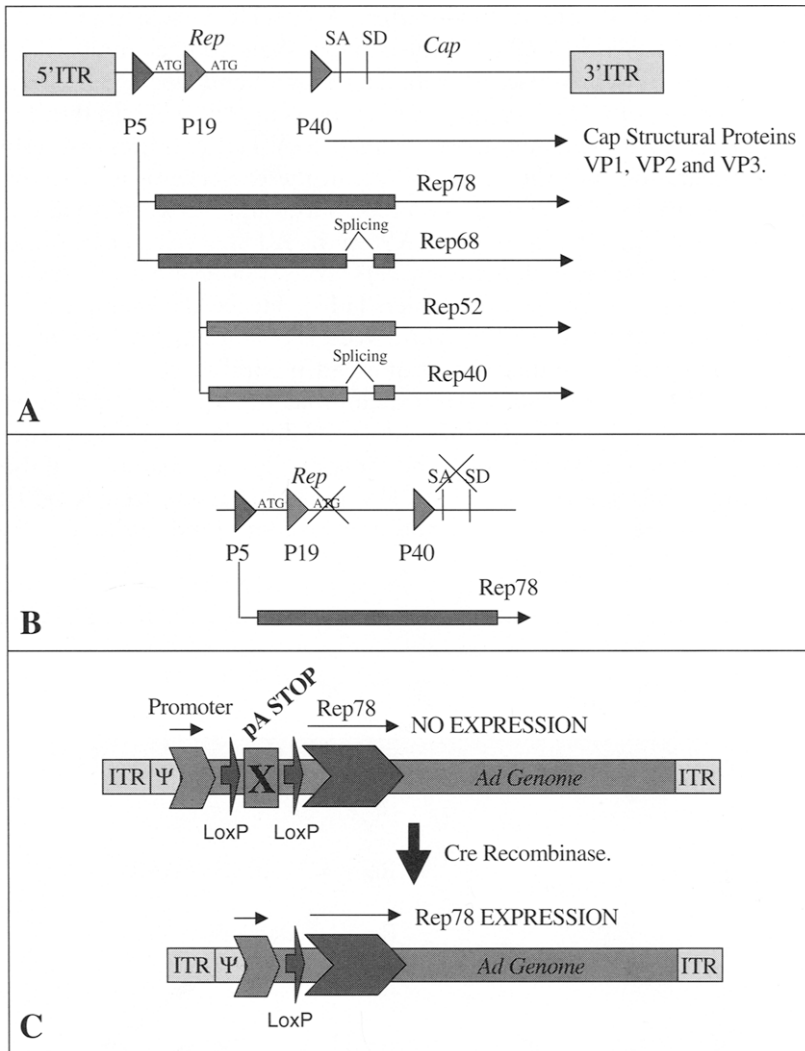 Rep
SA SD
Cap
5'ITR
ATG
ATG
3'ITR
P5
P19
P40
Cap Structural Proteins
VP1, VP2 and VP3.
Rep78
Splicing
Rep68
Rep52
Splicing
Rep40
A
Rep
SA SD
ATG
ATG
P5
P19
P40
Rep78
B
pA STOP
Promoter
Rep78
NO EXPRESSION
ITR
Ψ
X
Ad Genome
ITR
LoxP
LoxP
Cre Recombinase.
Rep78 EXPRESSION
ITR
Ψ
Ad Genome
ITR
LoxP
C